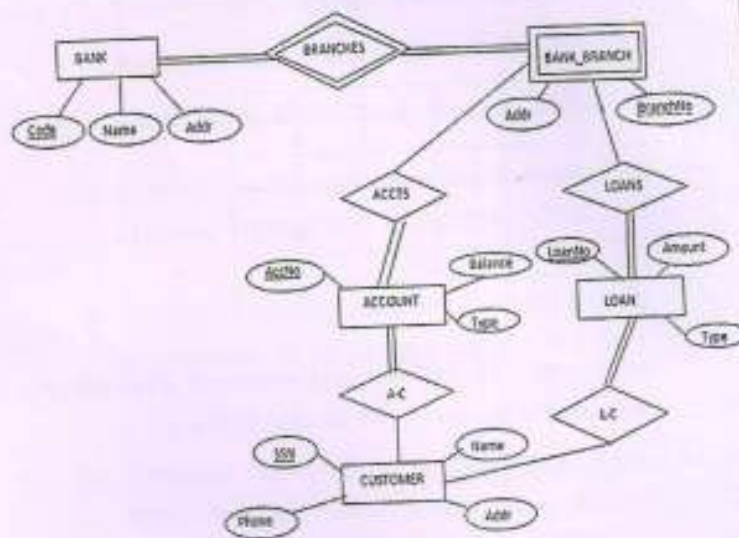 BRANCHES
BANK
BANK_BRANCH
Code
Name
Addr
Addr
BranchNo
ACCTS
LOANS
AccNo
Balance
LoanNo
Amount
ACCOUNT
LOAN
Type
Type
A-C
L-C
SSN
Name
CUSTOMER
Phone
Addr